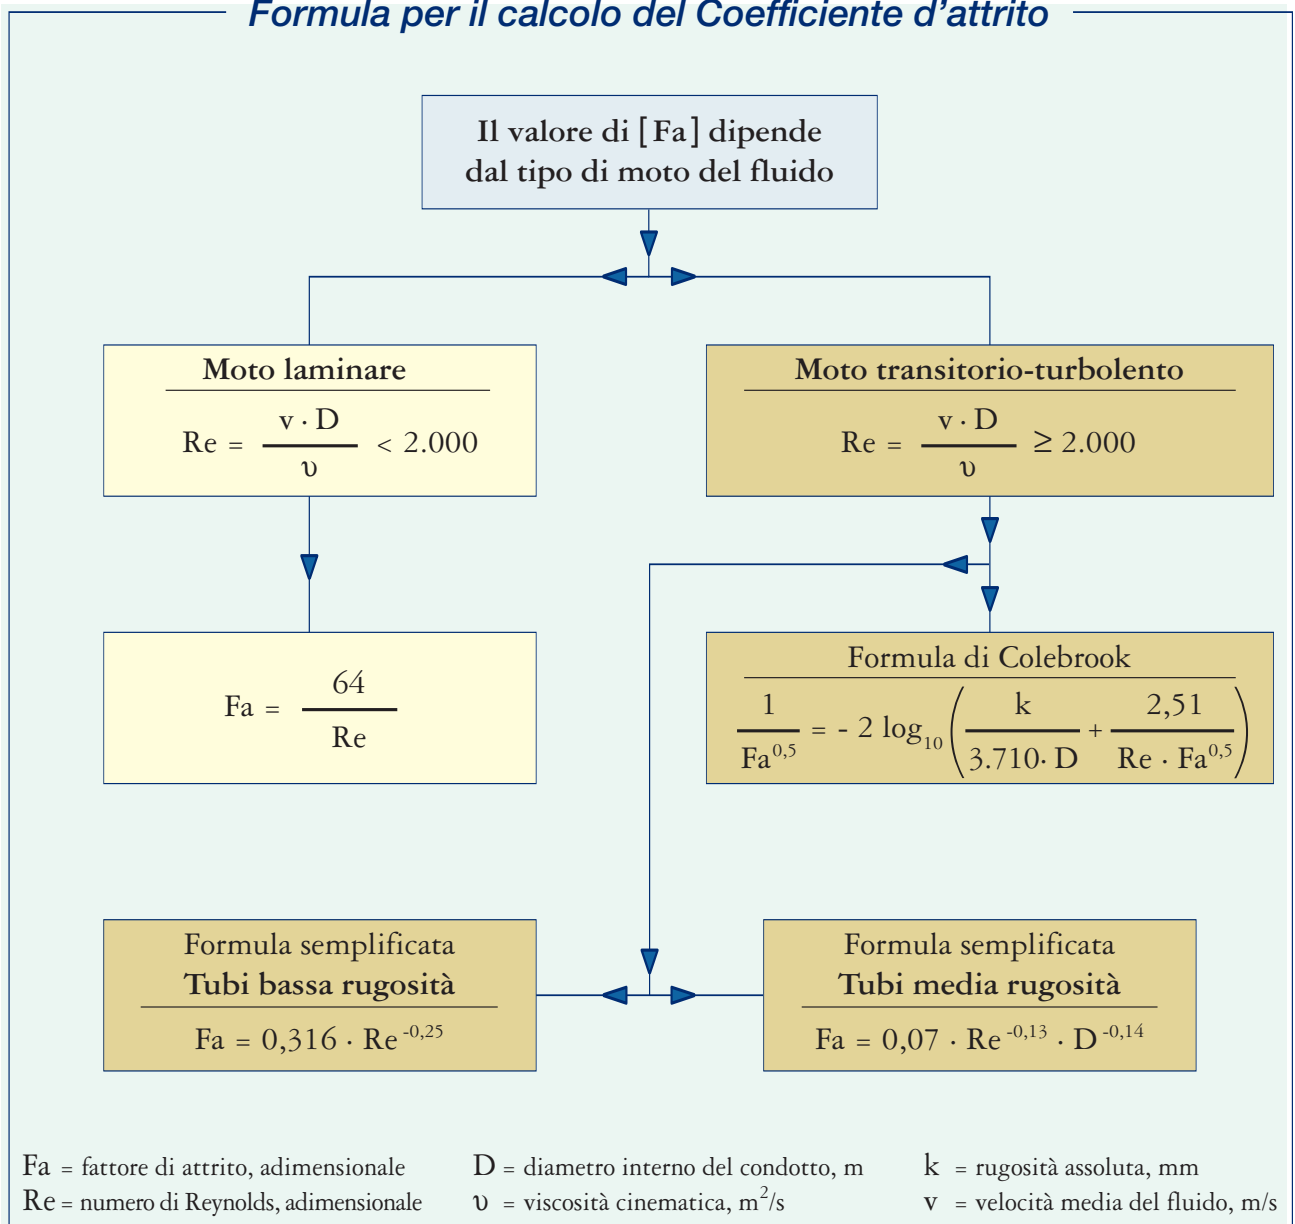 Formula per il calcolo del Coefficiente d'attrito
Il valore di [Fa] dipende
dal tipo di moto del fluido
Moto laminare
Re = v · D / υ < 2.000
Moto transitorio-turbolento
Re = v · D / υ ≥ 2.000
Fa = 64 / Re
Formula di Colebrook
1 / Fa^0,5 = - 2 log₁₀ ( k / 3.710· D + 2,51 / Re · Fa^0,5 )
Formula semplificata
Tubi bassa rugosità
Fa = 0,316 · Re^-0,25
Formula semplificata
Tubi media rugosità
Fa = 0,07 · Re^-0,13 · D^-0,14
Fa = fattore di attrito, adimensionale
Re = numero di Reynolds, adimensionale
D = diametro interno del condotto, m
υ = viscosità cinematica, m²/s
k = rugosità assoluta, mm
v = velocità media del fluido, m/s